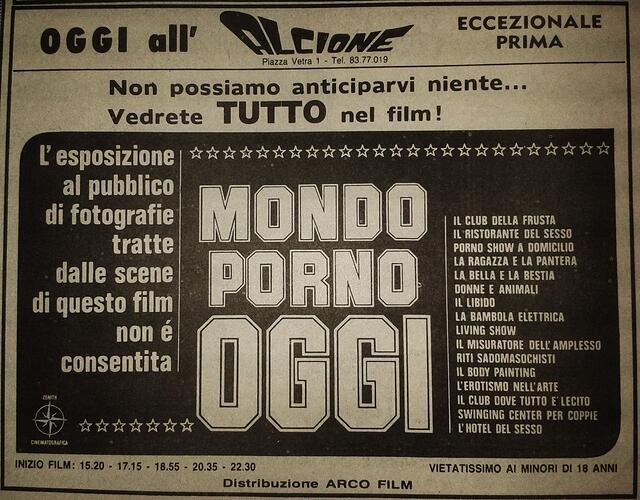 OGGI all' ALCIONE
Piazza Vetra 1 - Tel. 83.77.019
ECCEZIONALE
PRIMA
Non possiamo anticiparvi niente...
Vedrete TUTTO nel film!
L'esposizione
al pubblico
di fotografie
tratte
dalle scene
di questo film
non é
consentita
MONDO
PORNO
OGGI
IL CLUB DELLA FRUSTA
IL RISTORANTE DEL SESSO
PORNO SHOW A DOMICILIO
LA RAGAZZA E LA PANTERA
LA BELLA E LA BESTIA
DONNE E ANIMALI
IL LIBIDO
LA BAMBOLA ELETTRICA
LIVING SHOW
IL MISURATORE DELL'AMPLESSO
RITI SADOMASOCHISTI
IL BODY PAINTING
L'EROTISMO NELL'ARTE
IL CLUB DOVE TUTTO E' LECITO
SWINGING CENTER PER COPPIE
L'HOTEL DEL SESSO
ZENITH
CINEMATOGRAFICA
INIZIO FILM: 15.20 - 17.15 - 18.55 - 20.35 - 22.30
VIETATISSIMO AI MINORI DI 18 ANNI
Distribuzione ARCO FILM